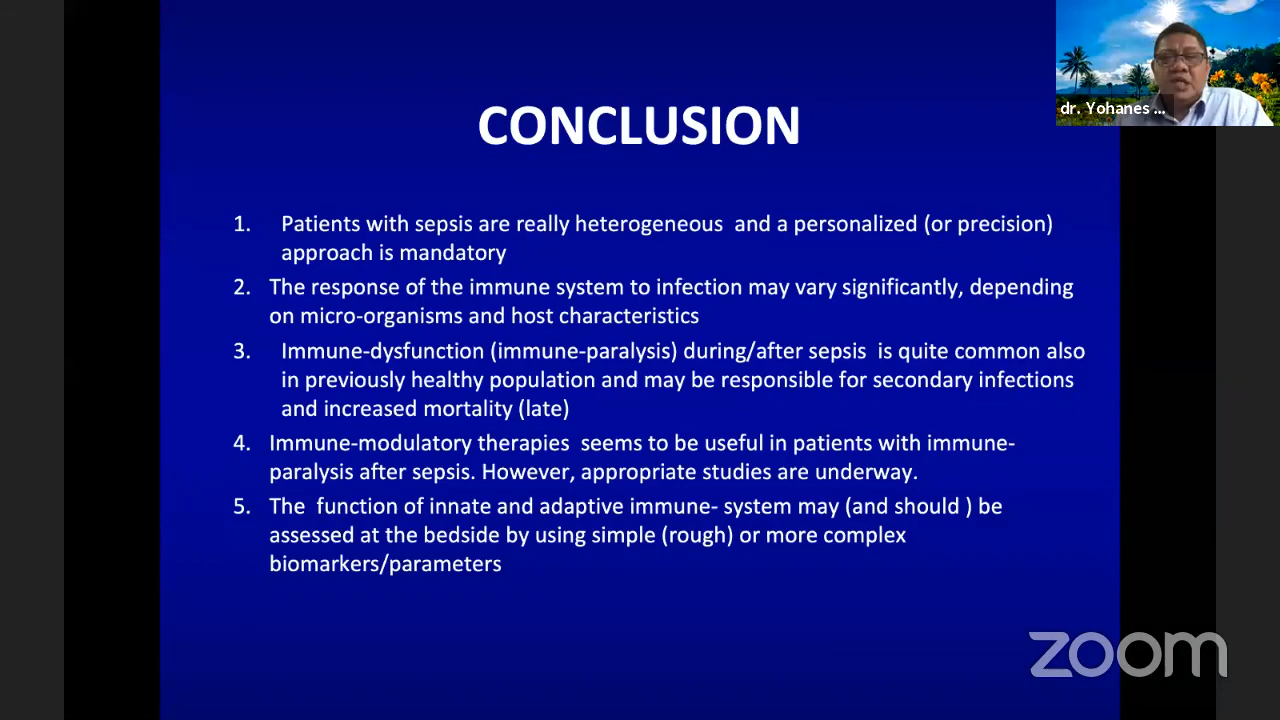 CONCLUSION
1. Patients with sepsis are really heterogeneous and a personalized (or precision)
approach is mandatory
2. The response of the immune system to infection may vary significantly, depending
on micro-organisms and host characteristics
3. Immune-dysfunction (immune-paralysis) during/after sepsis is quite common also
in previously healthy population and may be responsible for secondary infections
and increased mortality (late)
4. Immune-modulatory therapies seems to be useful in patients with immune-
paralysis after sepsis. However, appropriate studies are underway.
5. The function of innate and adaptive immune- system may (and should ) be
assessed at the bedside by using simple (rough) or more complex
biomarkers/parameters
dr. Yohanes ...
zoom